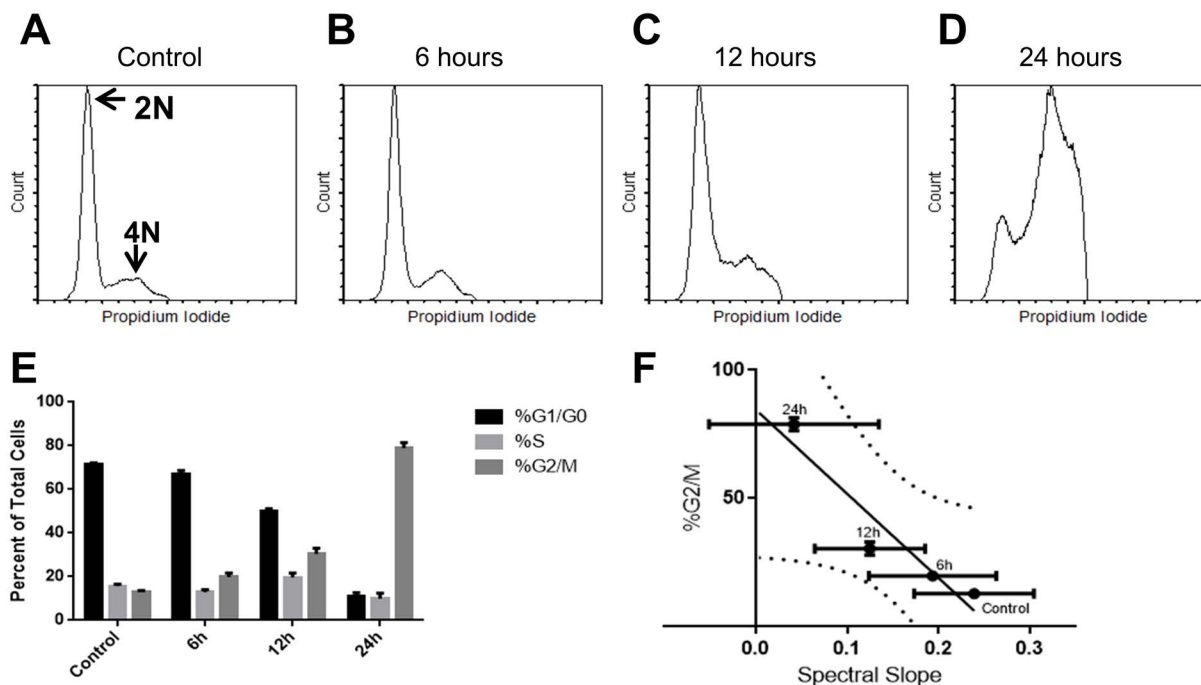 A
Control
2N
4N
Count
Propidium Iodide
B
6 hours
Count
Propidium Iodide
C
12 hours
Count
Propidium Iodide
D
24 hours
Count
Propidium Iodide
E
Percent of Total Cells
100
80
60
40
20
0
Control
6h
12h
24h
%G1/G0
%S
%G2/M
F
%G2/M
100
50
24h
12h
6h
Control
0.0
0.1
0.2
0.3
Spectral Slope